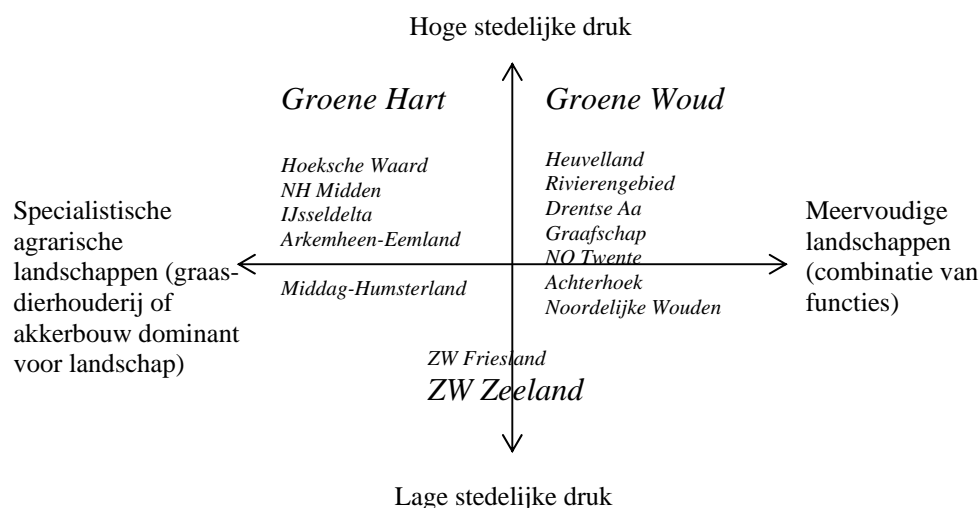 Hoge stedelijke druk
Groene Hart
Groene Woud
Hoeksche Waard
NH Midden
IJsseldelta
Arkemheen-Eemland
Heuvelland
Rivierengebied
Drentse Aa
Graafschap
NO Twente
Achterhoek
Noordelijke Wouden
Specialistische
agrarische
landschappen (graas-
dierhouderij of
akkerbouw dominant
voor landschap)
Meervoudige
landschappen
(combinatie van
functies)
Middag-Humsterland
ZW Friesland
ZW Zeeland
Lage stedelijke druk